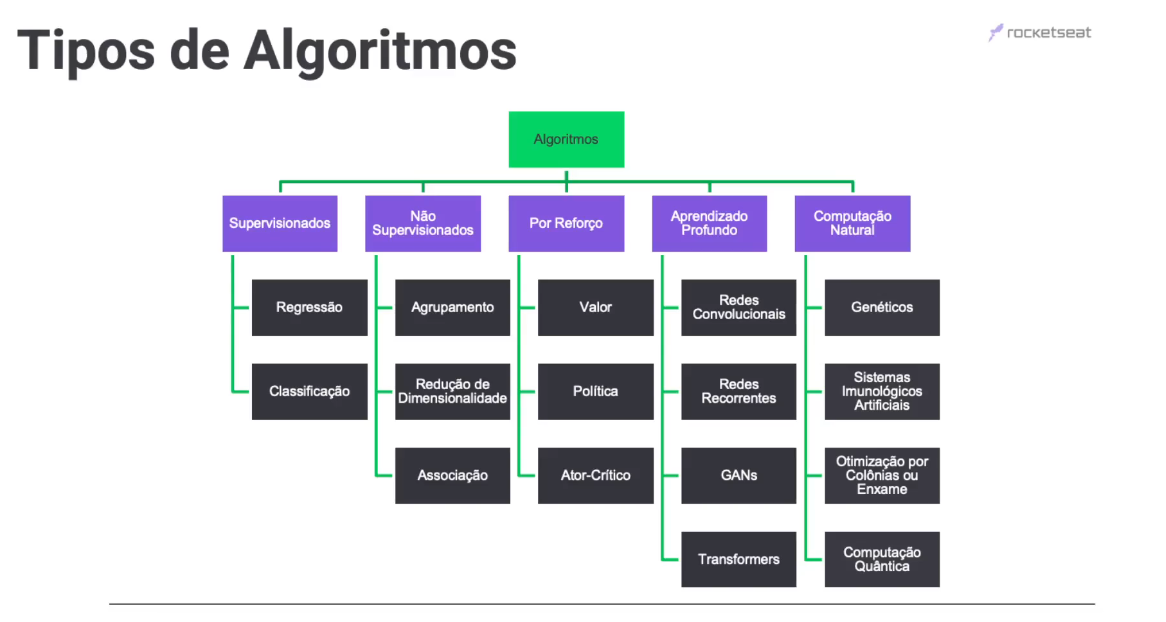 Tipos de Algoritmos
rocketseat
Algoritmos
Supervisionados
Não
Supervisionados
Por Reforço
Aprendizado
Profundo
Computação
Natural
Regressão
Agrupamento
Valor
Redes
Convolucionais
Genéticos
Classificação
Redução de
Dimensionalidade
Política
Redes
Recorrentes
Sistemas
Imunológicos
Artificiais
Associação
Ator-Crítico
GANs
Otimização por
Colônias ou
Enxame
Transformers
Computação
Quântica